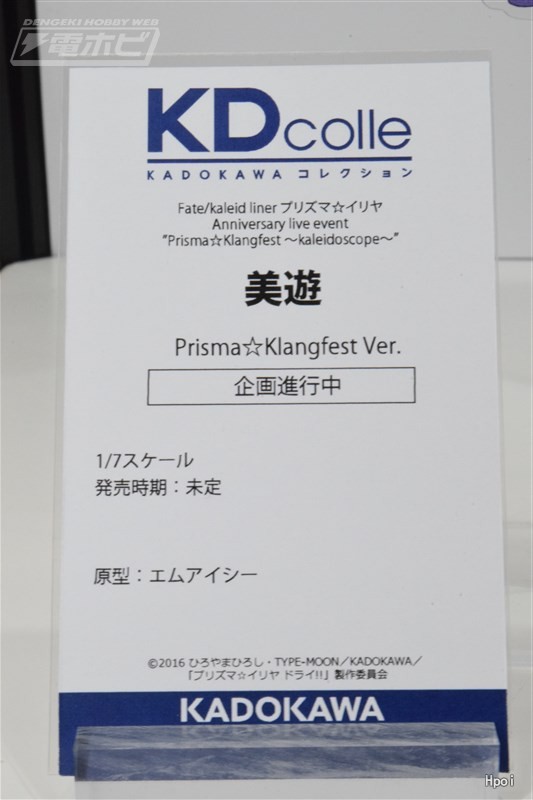 DENGEKI HOBBY WEB
電ホビ
KDcolle
KADOKAWA コレクション
Fate/kaleid liner プリズマ☆イリヤ
Anniversary live event
"Prisma☆Klangfest ～kaleidoscope～"
美遊
Prisma☆Klangfest Ver.
企画進行中
1/7スケール
発売時期：未定
原型：エムアイシー
©2016 ひろやまひろし・TYPE-MOON／KADOKAWA／
「プリズマ☆イリヤ ドライ!!」製作委員会
KADOKAWA
Hpoi